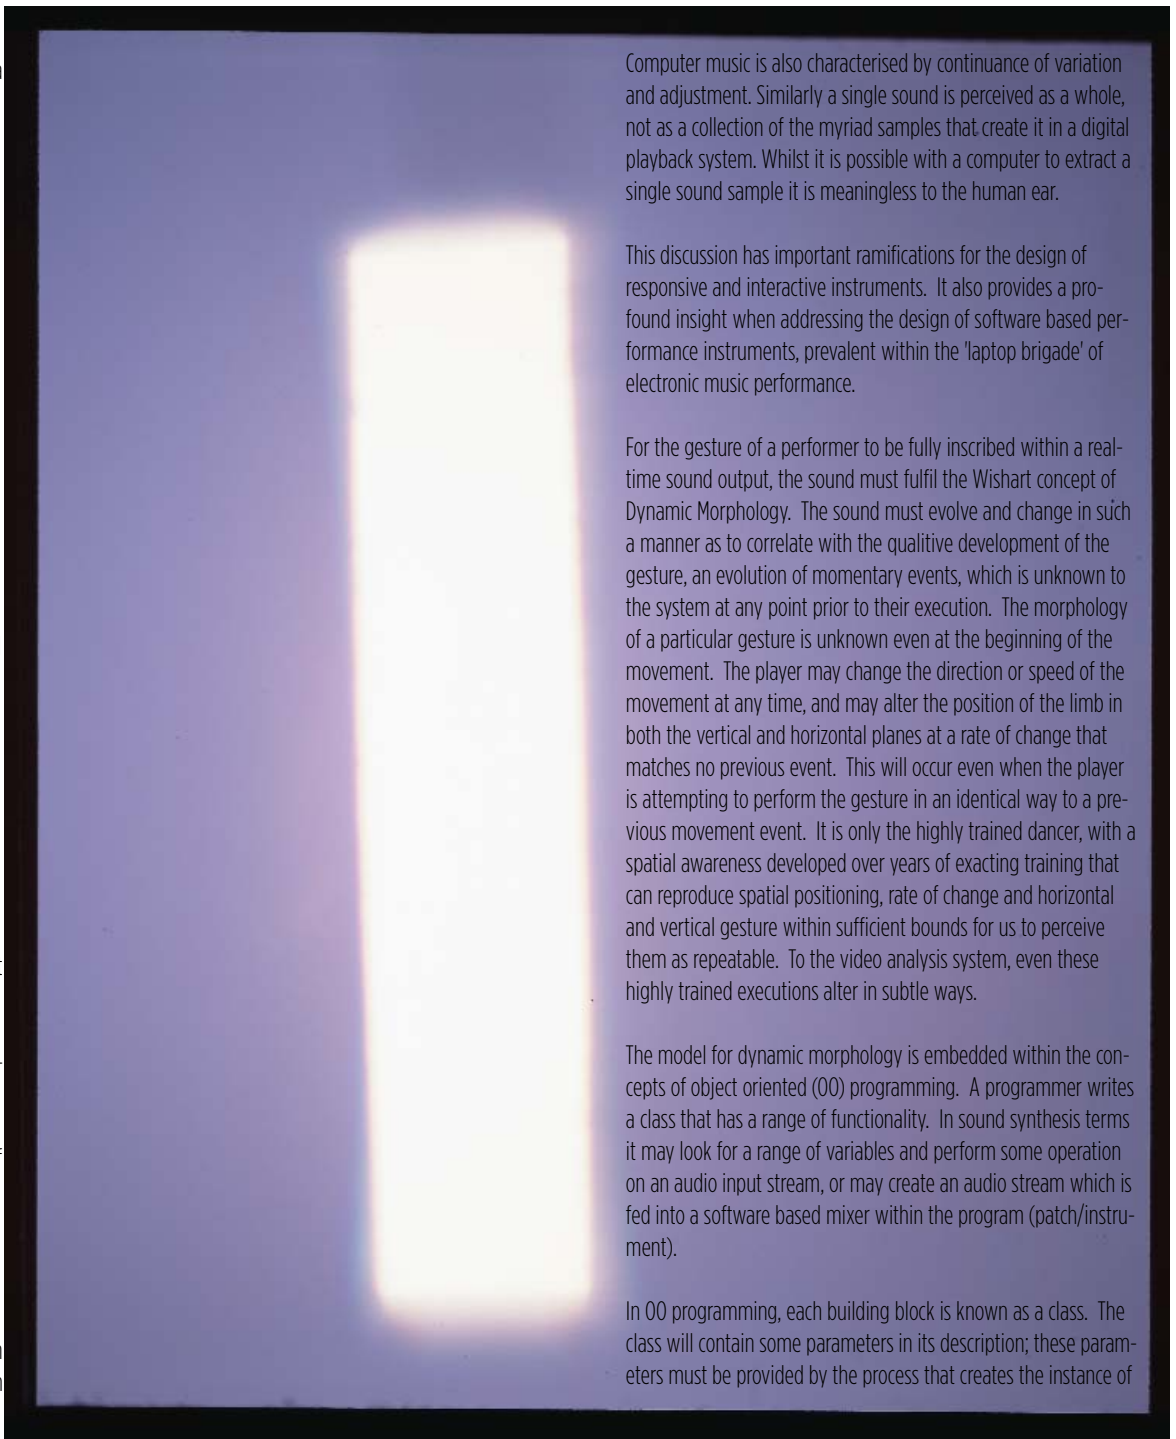 Computer music is also characterised by continuance of variation
and adjustment. Similarly a single sound is perceived as a whole,
not as a collection of the myriad samples that create it in a digital
playback system. Whilst it is possible with a computer to extract a
single sound sample it is meaningless to the human ear.

This discussion has important ramifications for the design of
responsive and interactive instruments. It also provides a pro-
found insight when addressing the design of software based per-
formance instruments, prevalent within the 'laptop brigade' of
electronic music performance.

For the gesture of a performer to be fully inscribed within a real-
time sound output, the sound must fulfil the Wishart concept of
Dynamic Morphology. The sound must evolve and change in such
a manner as to correlate with the qualitive development of the
gesture, an evolution of momentary events, which is unknown to
the system at any point prior to their execution. The morphology
of a particular gesture is unknown even at the beginning of the
movement. The player may change the direction or speed of the
movement at any time, and may alter the position of the limb in
both the vertical and horizontal planes at a rate of change that
matches no previous event. This will occur even when the player
is attempting to perform the gesture in an identical way to a pre-
vious movement event. It is only the highly trained dancer, with a
spatial awareness developed over years of exacting training that
can reproduce spatial positioning, rate of change and horizontal
and vertical gesture within sufficient bounds for us to perceive
them as repeatable. To the video analysis system, even these
highly trained executions alter in subtle ways.

The model for dynamic morphology is embedded within the con-
cepts of object oriented (OO) programming. A programmer writes
a class that has a range of functionality. In sound synthesis terms
it may look for a range of variables and perform some operation
on an audio input stream, or may create an audio stream which is
fed into a software based mixer within the program (patch/instru-
ment).

In OO programming, each building block is known as a class. The
class will contain some parameters in its description; these param-
eters must be provided by the process that creates the instance of